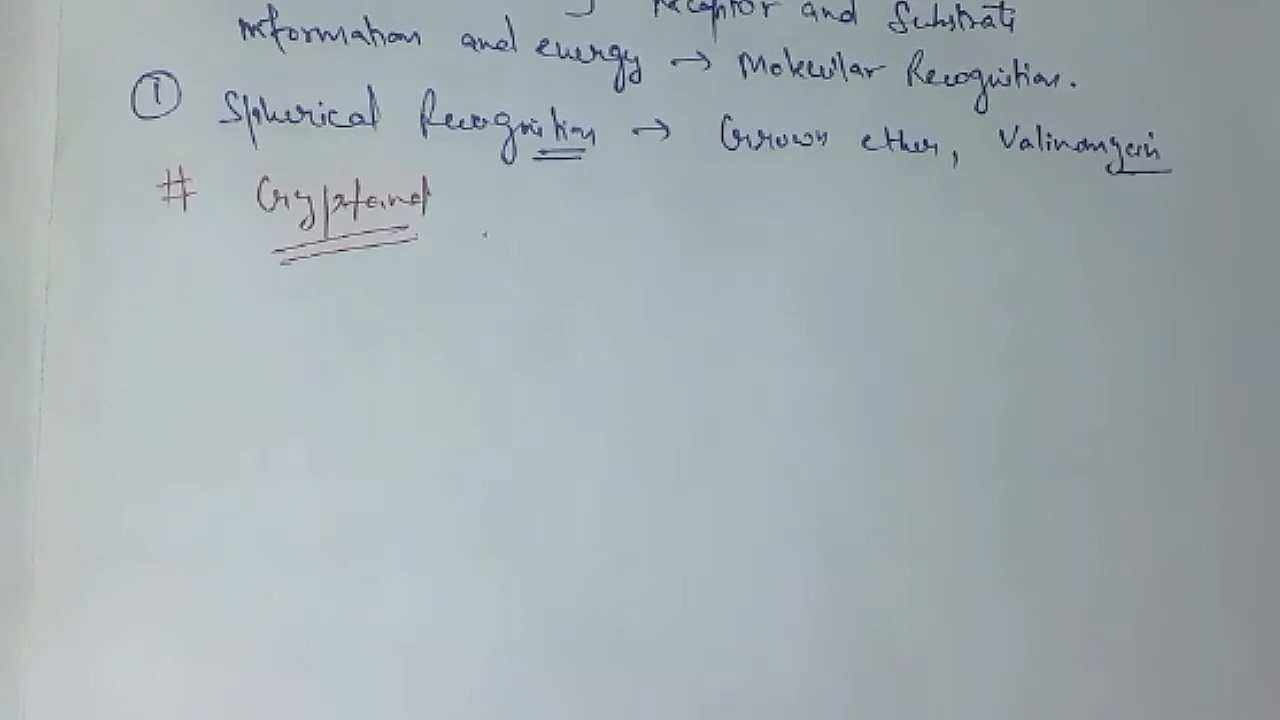 receptor and Substrate
information and energy → Molecular Recognition.
① Spherical Recognition → Crown ether, Valinomycin
# Cryptand